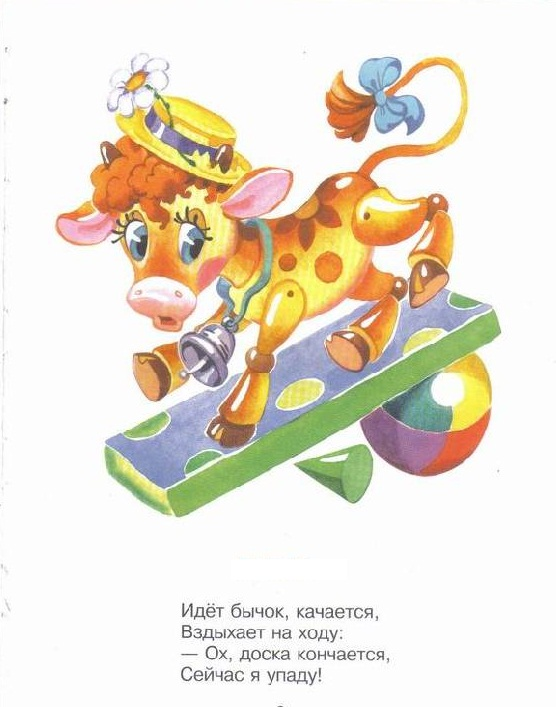 Идёт бычок, качается,
Вздыхает на ходу:
— Ох, доска кончается,
Сейчас я упаду!